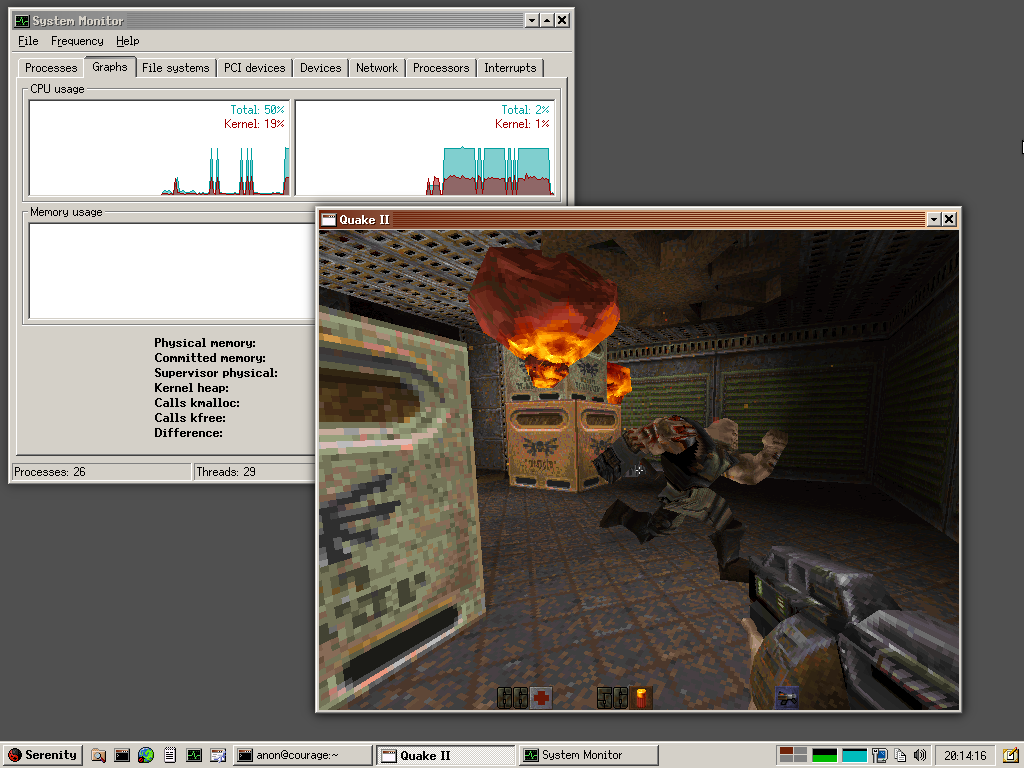 System Monitor
File Frequency Help
Processes Graphs File systems PCI devices Devices Network Processors Interrupts
CPU usage
Total: 50%
Kernel: 19%
Total: 2%
Kernel: 1%
Memory usage
Quake II
Physical memory:
Committed memory:
Supervisor physical:
Kernel heap:
Calls kmalloc:
Calls kfree:
Difference:
Processes: 26
Threads: 29
Serenity
anon@courage:~
Quake II
System Monitor
20:14:16